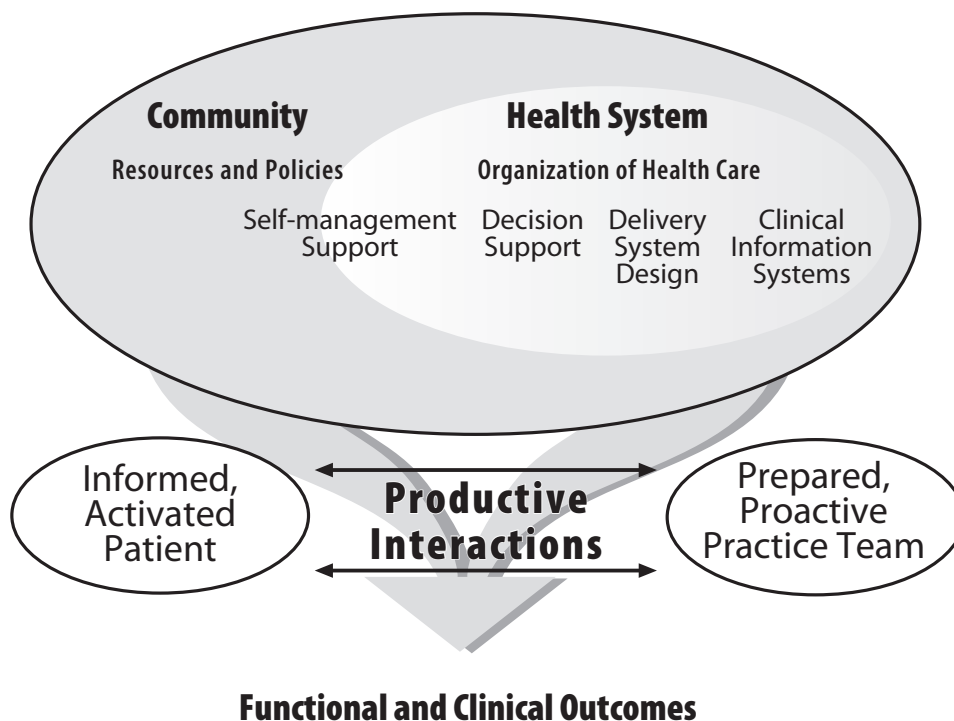 Community
Health System
Resources and Policies
Organization of Health Care
Self-management
Support
Decision
Support
Delivery
System
Design
Clinical
Information
Systems
Informed,
Activated
Patient
Productive
Interactions
Prepared,
Proactive
Practice Team
Functional and Clinical Outcomes